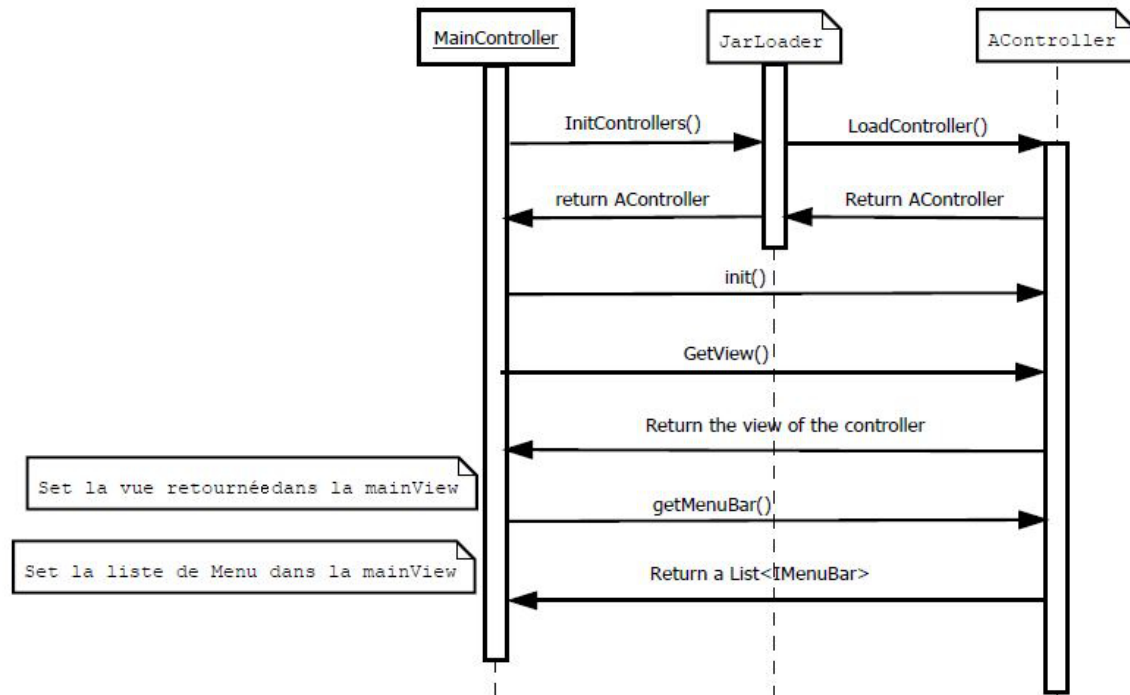 MainController
JarLoader
AController
InitControllers()
LoadController()
return AController
Return AController
init()
GetView()
Return the view of the controller
Set la vue retournéedans la mainView
getMenuBar()
Set la liste de Menu dans la mainView
Return a List<IMenuBar>